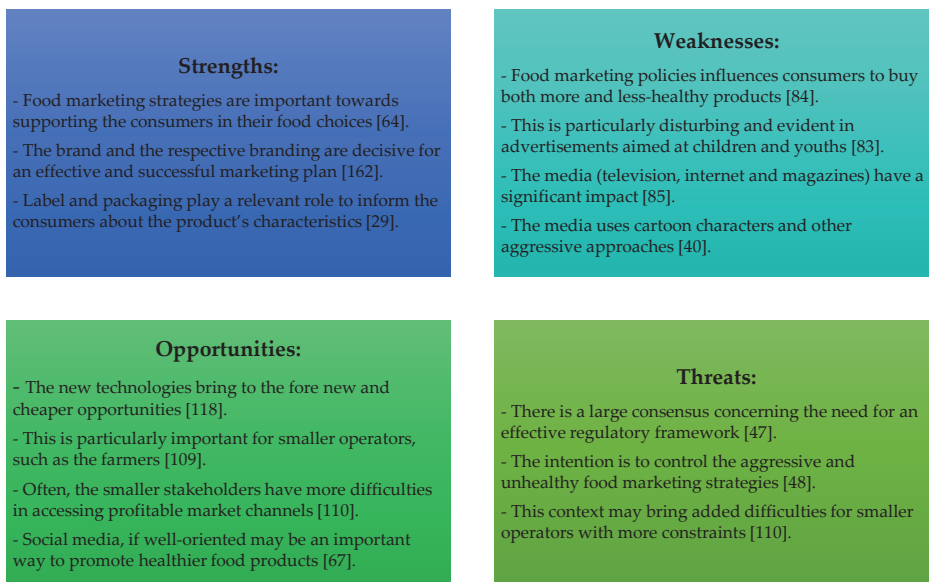 Strengths:
- Food marketing strategies are important towards
supporting the consumers in their food choices [64].
- The brand and the respective branding are decisive for
an effective and successful marketing plan [162].
- Label and packaging play a relevant role to inform the
consumers about the product's characteristics [29].
Weaknesses:
- Food marketing policies influences consumers to buy
both more and less-healthy products [84].
- This is particularly disturbing and evident in
advertisements aimed at children and youths [83].
- The media (television, internet and magazines) have a
significant impact [85].
- The media uses cartoon characters and other
aggressive approaches [40].
Opportunities:
- The new technologies bring to the fore new and
cheaper opportunities [118].
- This is particularly important for smaller operators,
such as the farmers [109].
- Often, the smaller stakeholders have more difficulties
in accessing profitable market channels [110].
- Social media, if well-oriented may be an important
way to promote healthier food products [67].
Threats:
- There is a large consensus concerning the need for an
effective regulatory framework [47].
- The intention is to control the aggressive and
unhealthy food marketing strategies [48].
- This context may bring added difficulties for smaller
operators with more constraints [110].